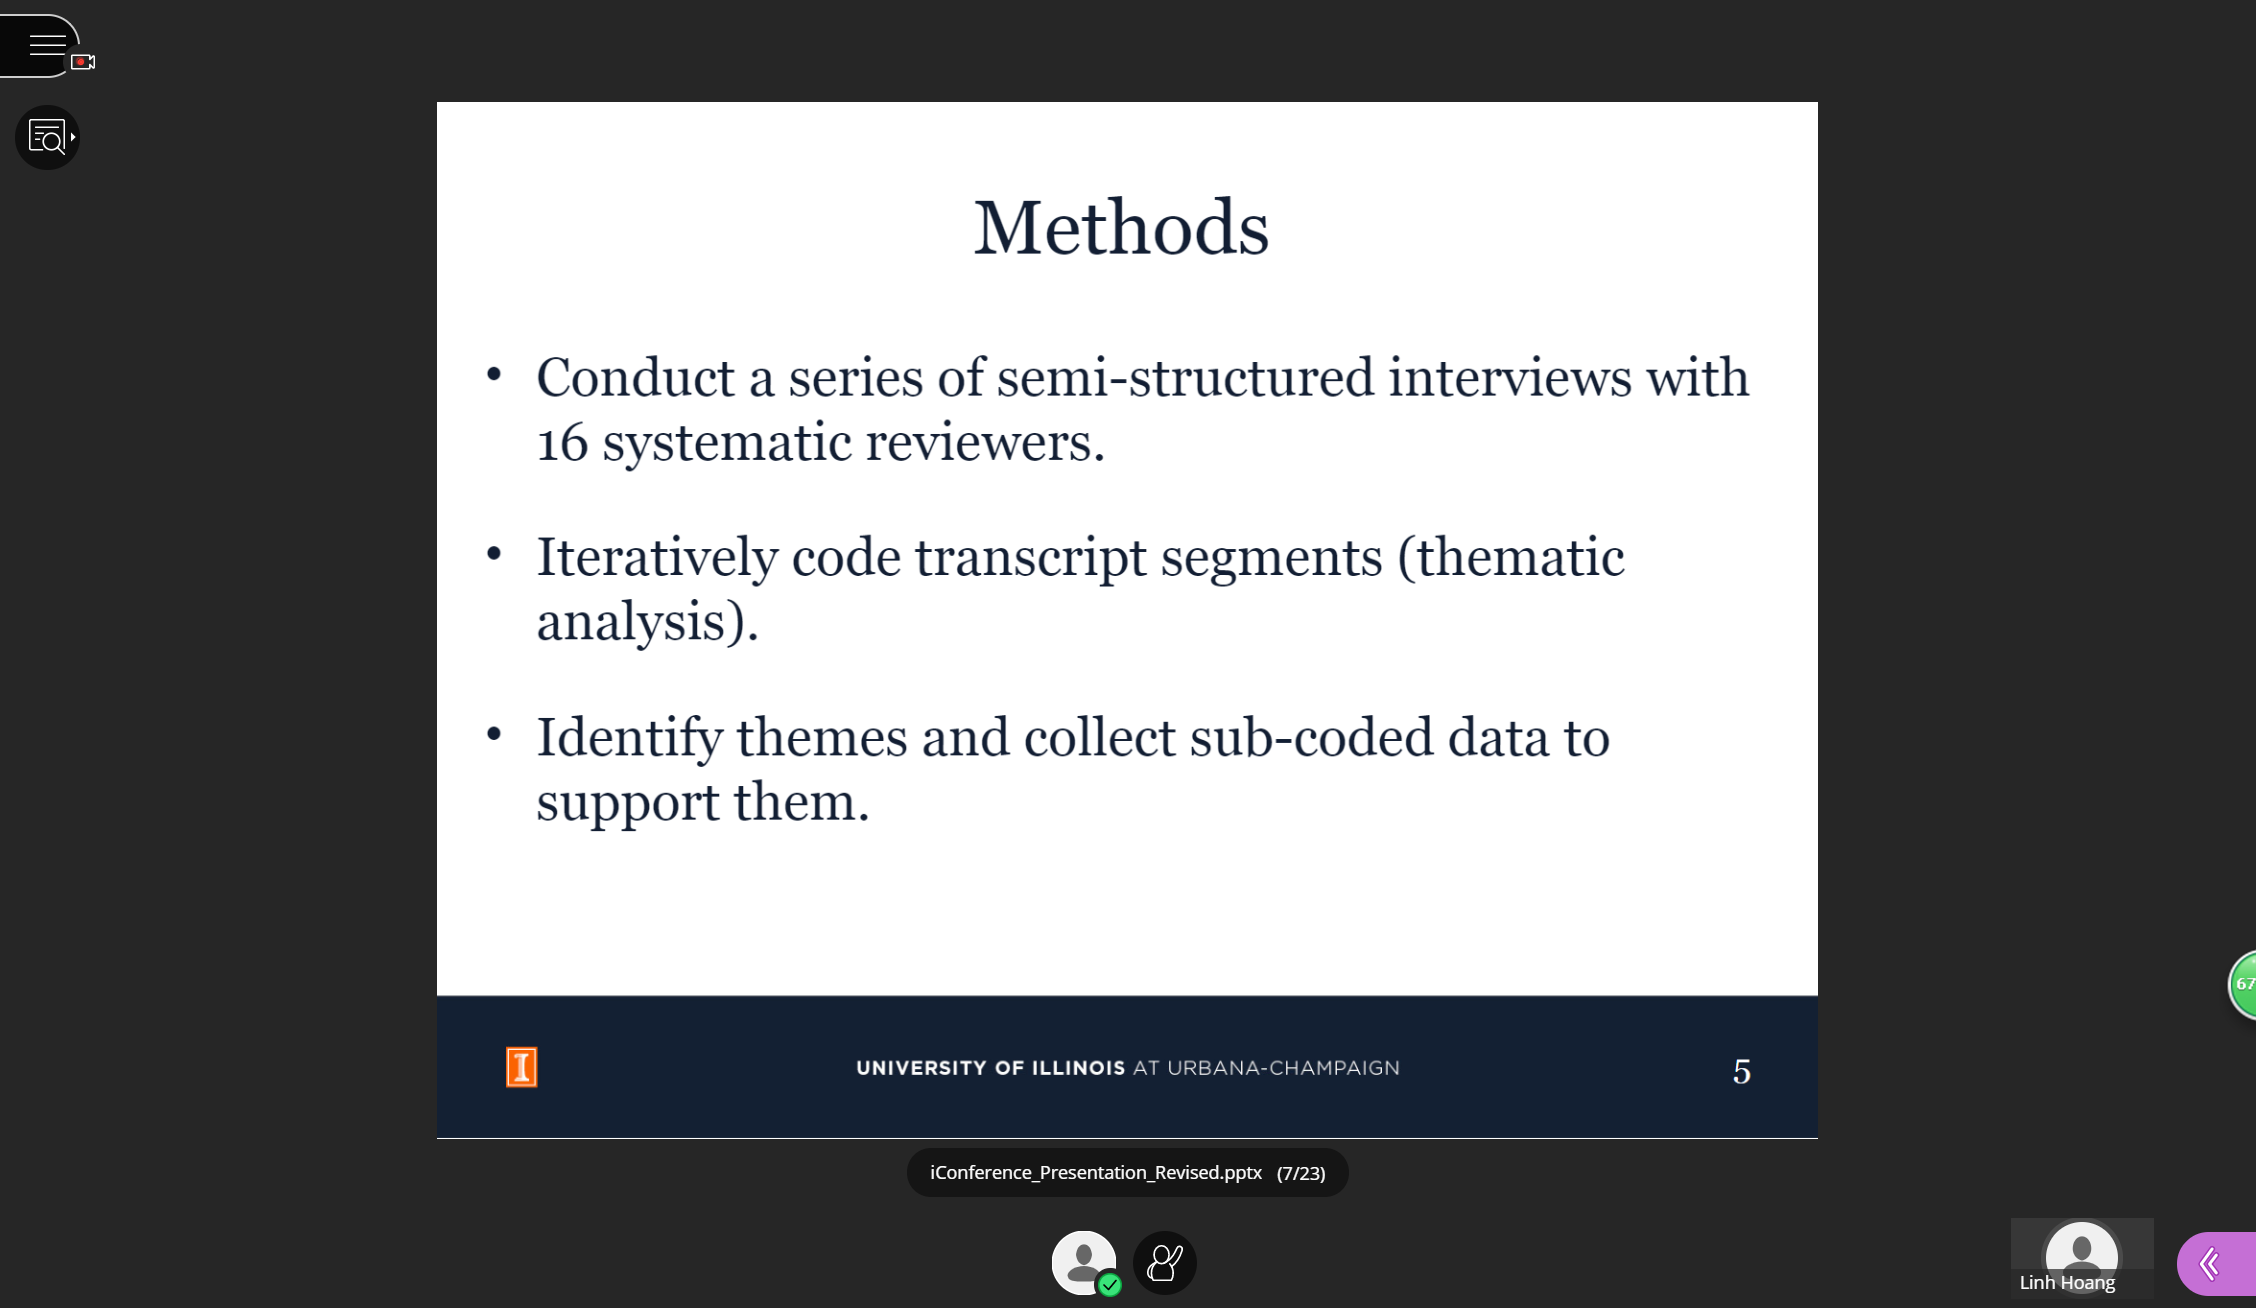 Methods
• Conduct a series of semi-structured interviews with
16 systematic reviewers.
• Iteratively code transcript segments (thematic
analysis).
• Identify themes and collect sub-coded data to
support them.
I
UNIVERSITY OF ILLINOIS AT URBANA-CHAMPAIGN
5
iConference_Presentation_Revised.pptx (7/23)
Linh Hoang
67